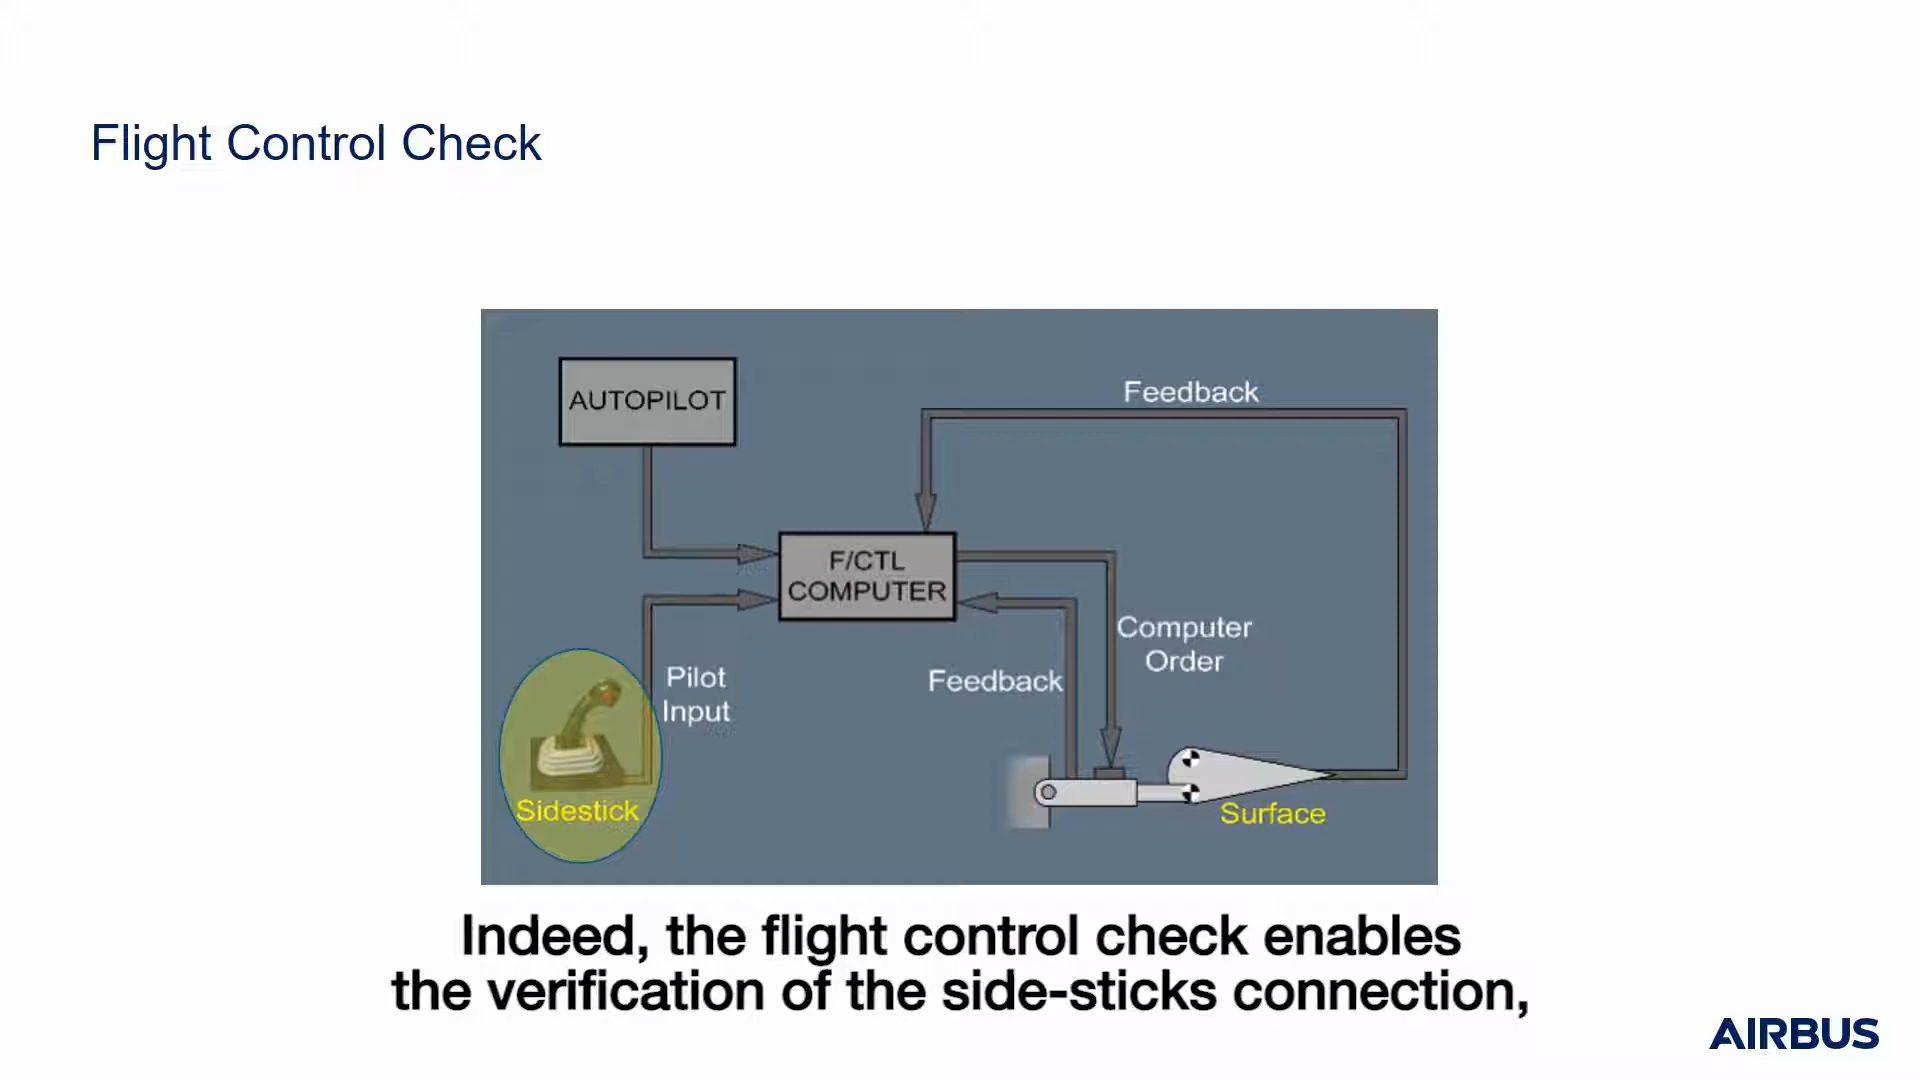 Flight Control Check
AUTOPILOT
Feedback
F/CTL
COMPUTER
Computer
Order
Pilot
Input
Feedback
Sidestick
Surface
Indeed, the flight control check enables
the verification of the side-sticks connection,
AIRBUS